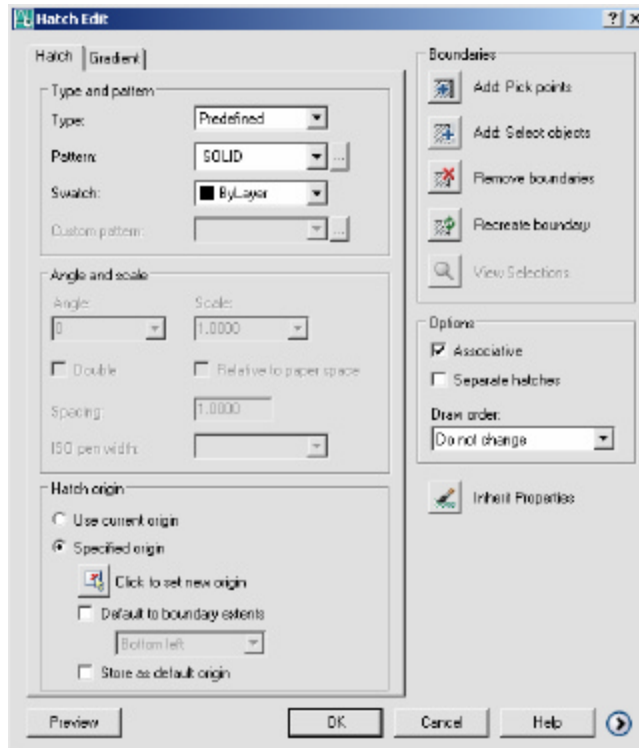 Hatch Edit
Hatch Gradient
Type and pattern
Type: Predefined
Pattern: SOLID ...
Swatch: ByLayer
Custom pattern: ...
Angle and scale
Angle: Scale:
0 1.0000
Double Relative to paper space
Spacing: 1.0000
ISO pen width:
Hatch origin
Use current origin
Specified origin
Click to set new origin
Default to boundary extents
Bottom left
Store as default origin
Boundaries
Add: Pick points
Add: Select objects
Remove boundaries
Recreate boundary
View Selections
Options
Associative
Separate hatches
Draw order:
Do not change
Inherit Properties
Preview OK Cancel Help